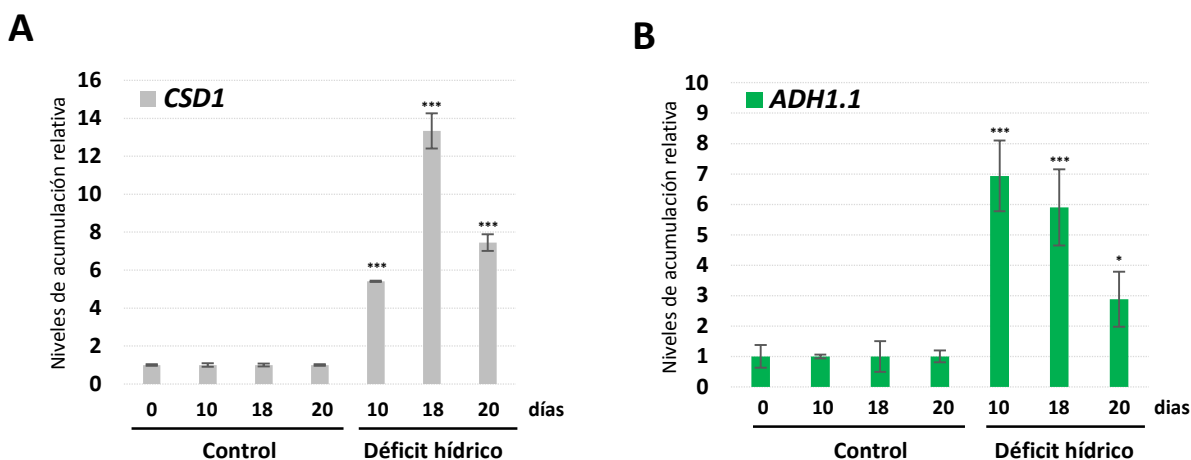 A
Niveles de acumulación relativa
CSD1
16
14
12
10
8
6
4
2
0
***
***
***
0 10 18 20 10 18 20 días
Control Déficit hídrico
B
Niveles de acumulación relativa
ADH1.1
10
9
8
7
6
5
4
3
2
1
0
***
***
*
0 10 18 20 10 18 20 dias
Control Déficit hídrico